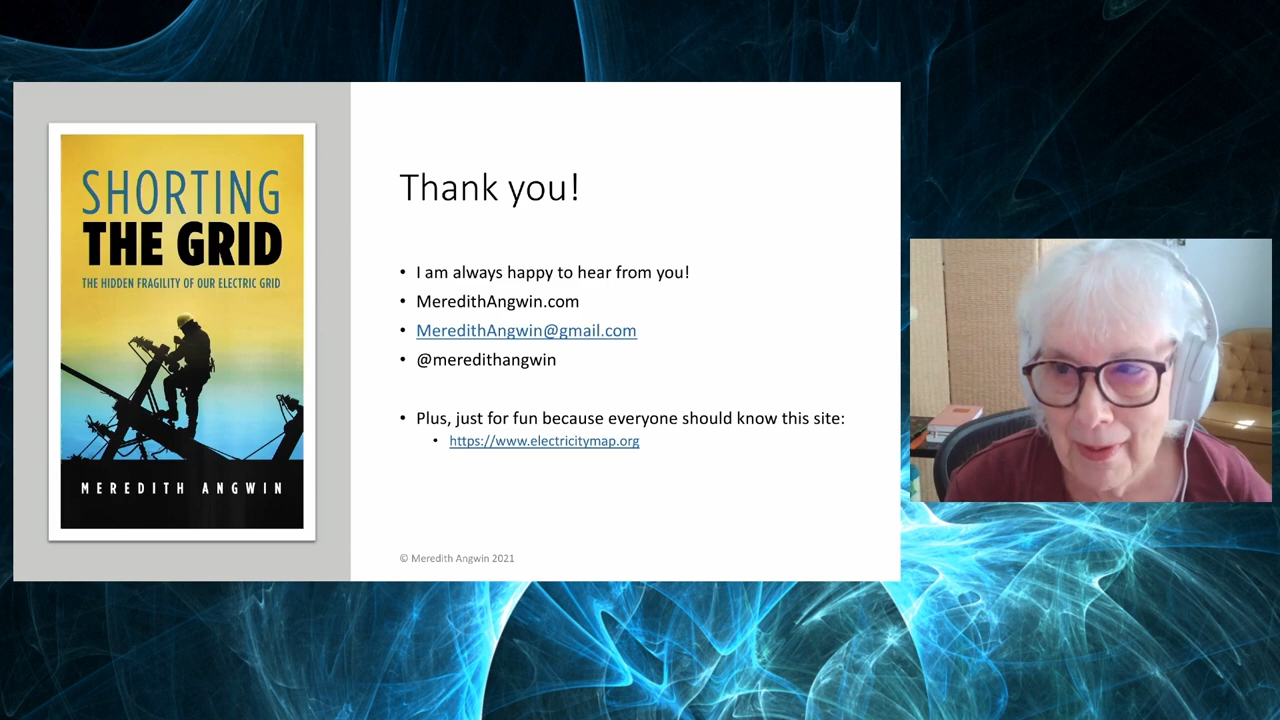 SHORTING
THE GRID
THE HIDDEN FRAGILITY OF OUR ELECTRIC GRID
MEREDITH ANGWIN
Thank you!
• I am always happy to hear from you!
• MeredithAngwin.com
• MeredithAngwin@gmail.com
• @meredithangwin
• Plus, just for fun because everyone should know this site:
• https://www.electricitymap.org
© Meredith Angwin 2021